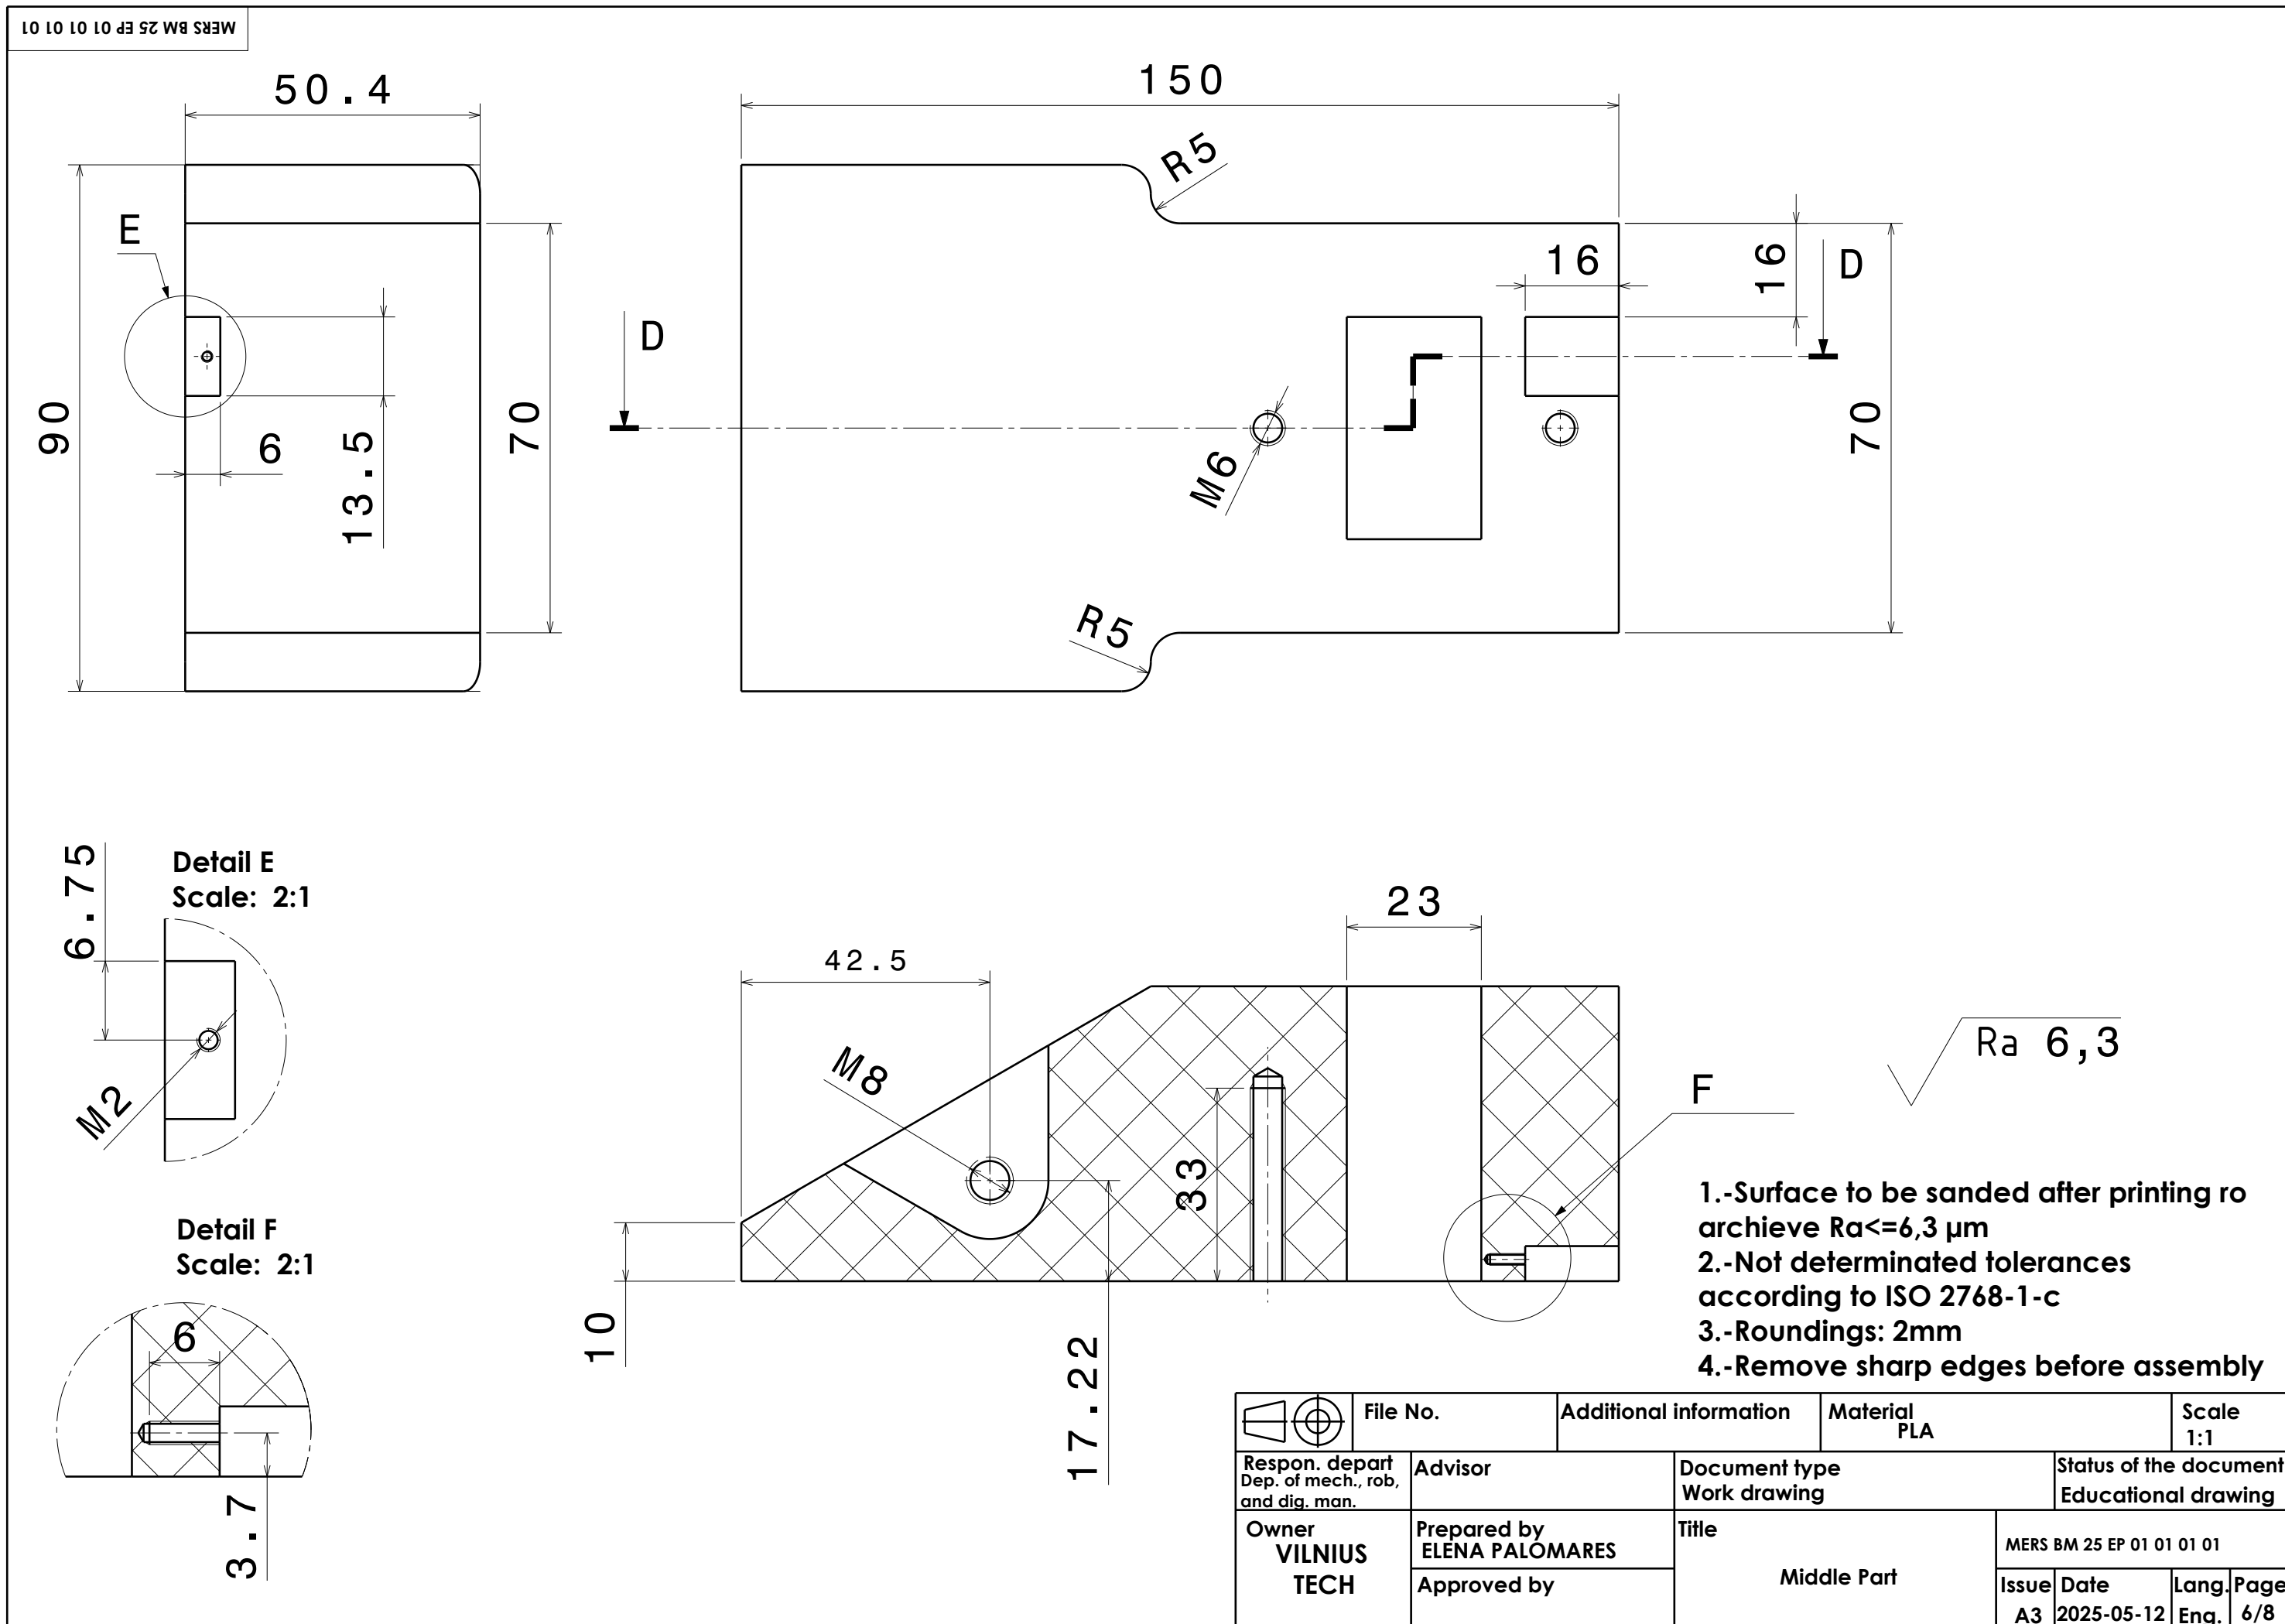 MERS BM 25 EP 01 01 01 01
50.4
150
R5
E
16
16
D
D
90
6
13.5
70
M6
70
R5
6.75
Detail E
Scale: 2:1
M2
23
42.5
M8
33
F
Ra 6,3
10
17.22
Detail F
Scale: 2:1
6
3.7
1.-Surface to be sanded after printing ro
archieve Ra<=6,3 µm
2.-Not determinated tolerances
according to ISO 2768-1-c
3.-Roundings: 2mm
4.-Remove sharp edges before assembly
File No.
Additional information
Material
PLA
Scale
1:1
Respon. depart
Dep. of mech., rob,
and dig. man.
Advisor
Document type
Work drawing
Status of the document
Educational drawing
Owner
VILNIUS
TECH
Prepared by
ELENA PALOMARES
Approved by
Title
Middle Part
MERS BM 25 EP 01 01 01 01
Issue
A3
Date
2025-05-12
Lang.
Eng.
Page
6/8